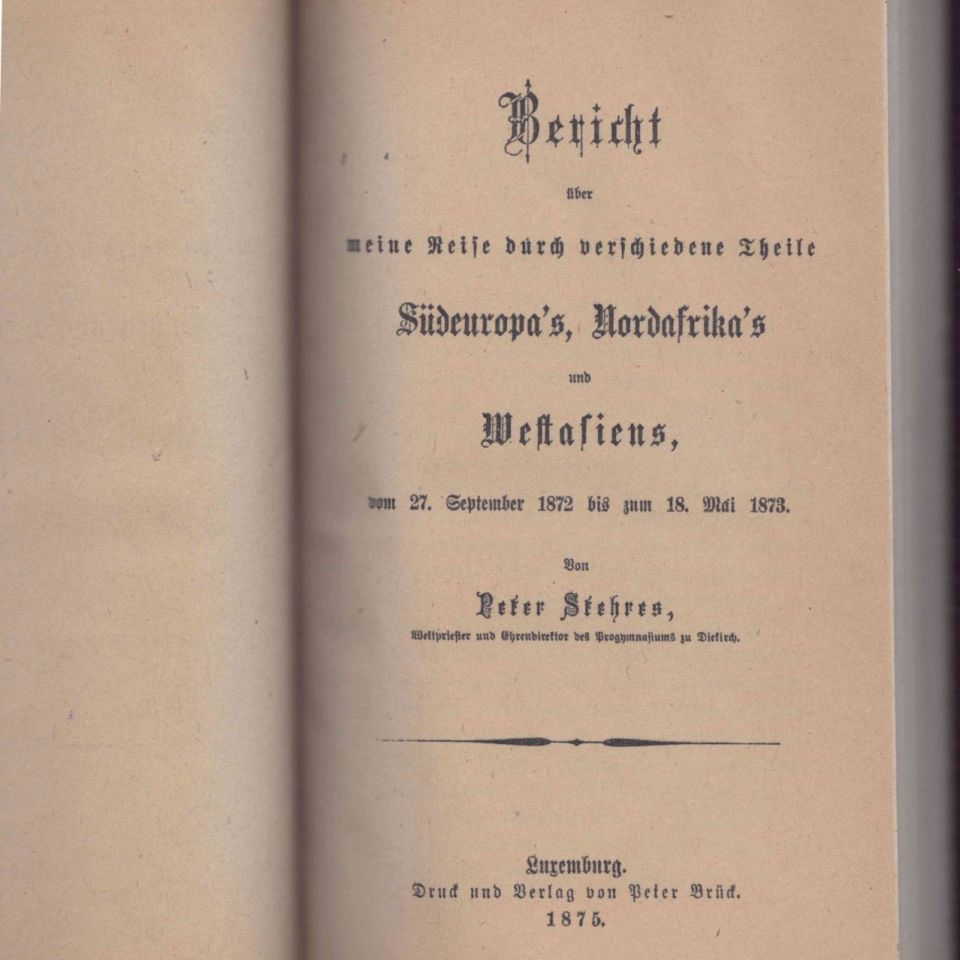 Bericht
über
meine Reise durch verschiedene Theile
Südeuropa's, Nordafrika's
und
Westasiens,
vom 27. September 1872 bis zum 18. Mai 1873.
Von
Peter Stehres,
Weltpriester und Ehrendirektor des Progymnasiums zu Diekirch.
Luxemburg.
Druck und Verlag von Peter Brück.
1875.